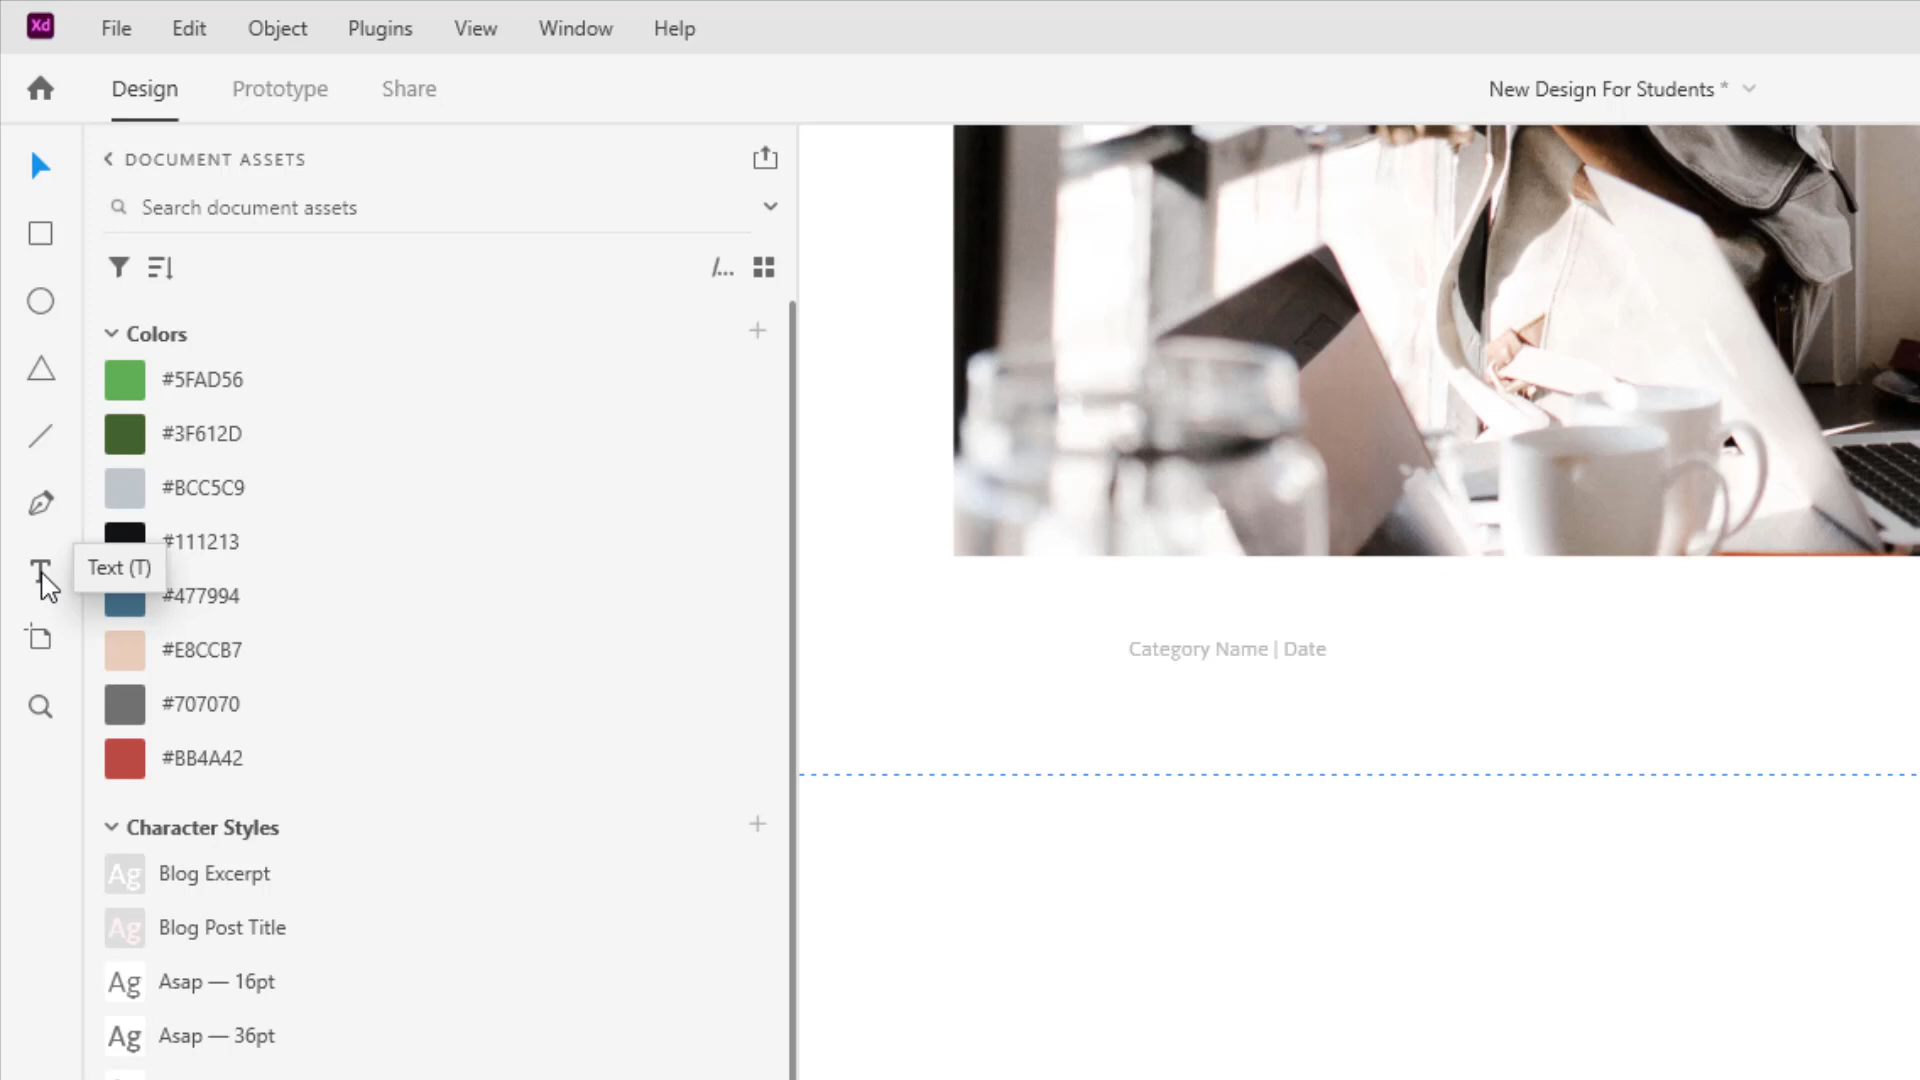 Xd File Edit Object Plugins View Window Help
Design Prototype Share New Design For Students *
DOCUMENT ASSETS
Search document assets
/...
Colors
#5FAD56
#3F612D
#BCC5C9
#111213
Text (T)
#477994
#E8CCB7
#707070
#BB4A42
Category Name | Date
Character Styles
Ag Blog Excerpt
Ag Blog Post Title
Ag Asap — 16pt
Ag Asap — 36pt